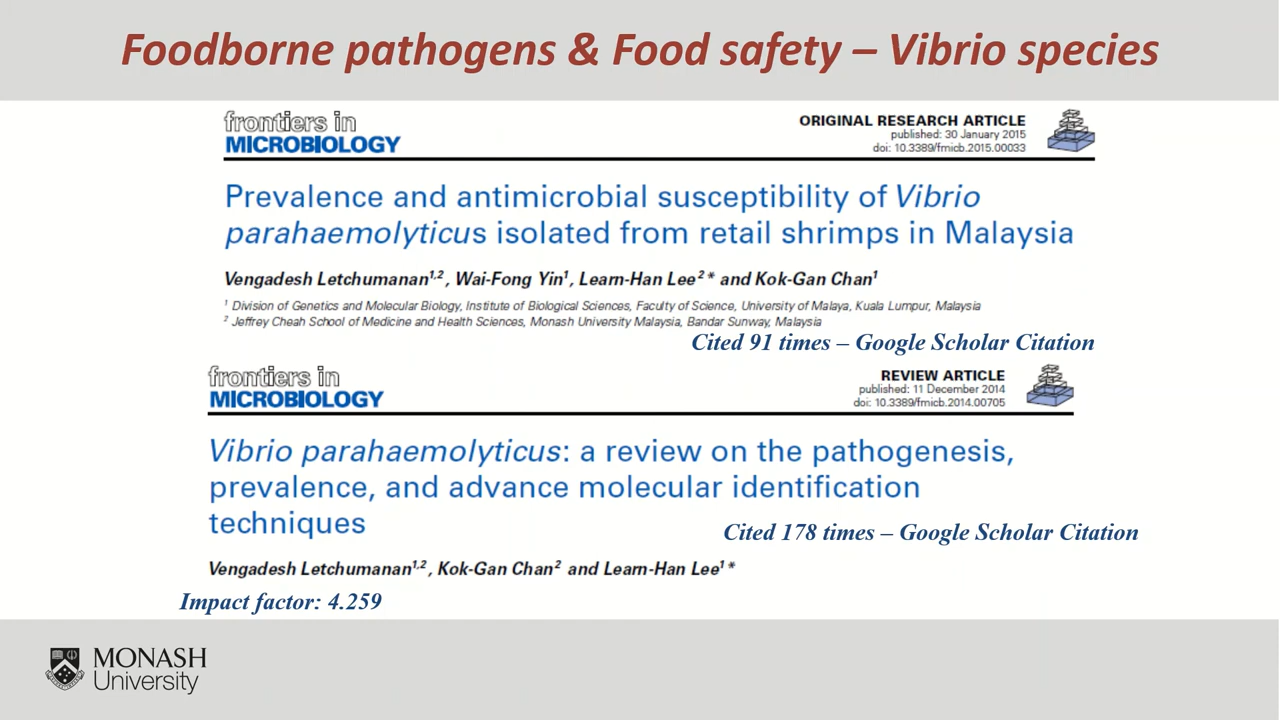 Foodborne pathogens & Food safety – Vibrio species
frontiers in
MICROBIOLOGY
ORIGINAL RESEARCH ARTICLE
published: 30 January 2015
doi: 10.3389/fmicb.2015.00033
Prevalence and antimicrobial susceptibility of Vibrio
parahaemolyticus isolated from retail shrimps in Malaysia
Vengadesh Letchumanan1,2, Wai-Fong Yin1, Learn-Han Lee2* and Kok-Gan Chan1
1 Division of Genetics and Molecular Biology, Institute of Biological Sciences, Faculty of Science, University of Malaya, Kuala Lumpur, Malaysia
2 Jeffrey Cheah School of Medicine and Health Sciences, Monash University Malaysia, Bandar Sunway, Malaysia
Cited 91 times – Google Scholar Citation
frontiers in
MICROBIOLOGY
REVIEW ARTICLE
published: 11 December 2014
doi: 10.3389/fmicb.2014.00705
Vibrio parahaemolyticus: a review on the pathogenesis,
prevalence, and advance molecular identification
techniques
Cited 178 times – Google Scholar Citation
Vengadesh Letchumanan1,2, Kok-Gan Chan2 and Learn-Han Lee1*
Impact factor: 4.259
MONASH
University